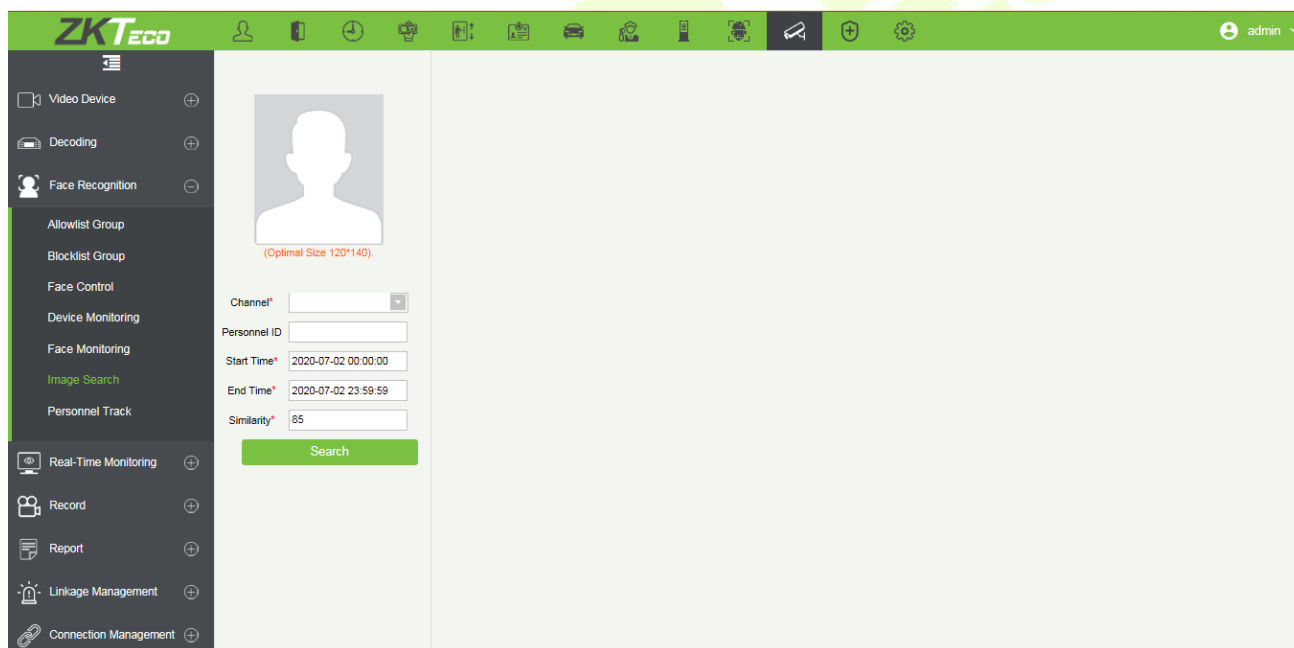 ZKTeco
admin
Video Device
Decoding
Face Recognition
Allowlist Group
Blocklist Group
Face Control
Device Monitoring
Face Monitoring
Image Search
Personnel Track
Real-Time Monitoring
Record
Report
Linkage Management
Connection Management
(Optimal Size 120*140).
Channel*
Personnel ID
Start Time* 2020-07-02 00:00:00
End Time* 2020-07-02 23:59:59
Similarity* 85
Search